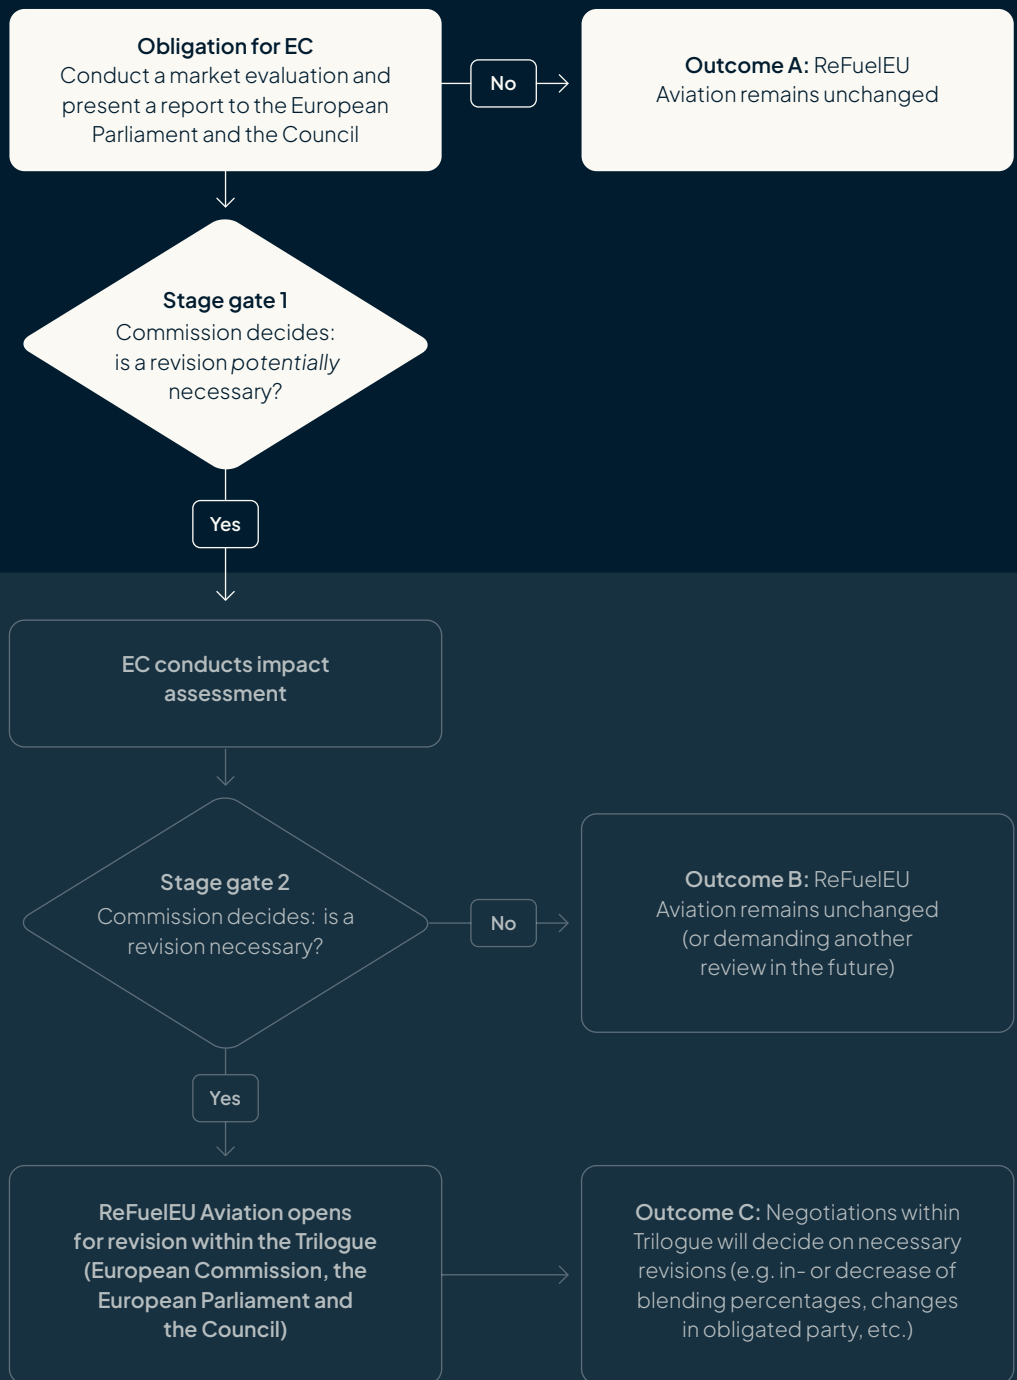 Obligation for EC
Conduct a market evaluation and
present a report to the European
Parliament and the Council
No
Outcome A: ReFuelEU
Aviation remains unchanged
Stage gate 1
Commission decides:
is a revision potentially
necessary?
Yes
EC conducts impact
assessment
Stage gate 2
Commission decides: is a
revision necessary?
No
Outcome B: ReFuelEU
Aviation remains unchanged
(or demanding another
review in the future)
Yes
ReFuelEU Aviation opens
for revision within the Trilogue
(European Commission, the
European Parliament and
the Council)
Outcome C: Negotiations within
Trilogue will decide on necessary
revisions (e.g. in- or decrease of
blending percentages, changes
in obligated party, etc.)